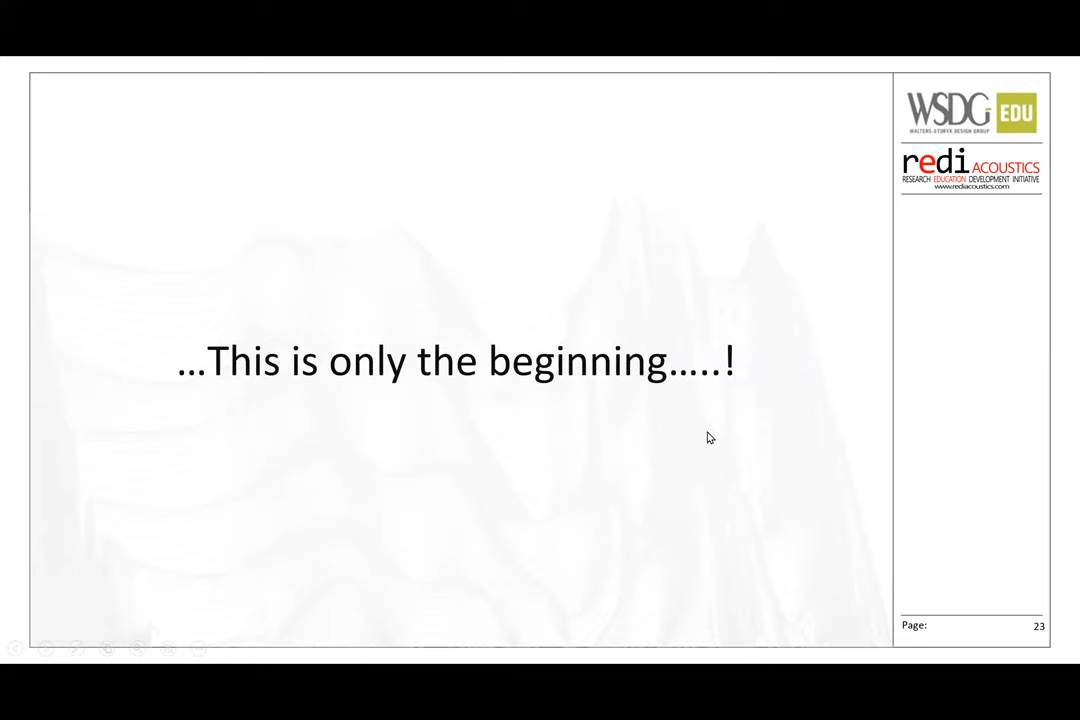 WSDG EDU
WALTERS-STORYK DESIGN GROUP
redi ACOUSTICS
RESEARCH EDUCATION DEVELOPMENT INITIATIVE
www.rediacoustics.com
…This is only the beginning…..!
Page: 23